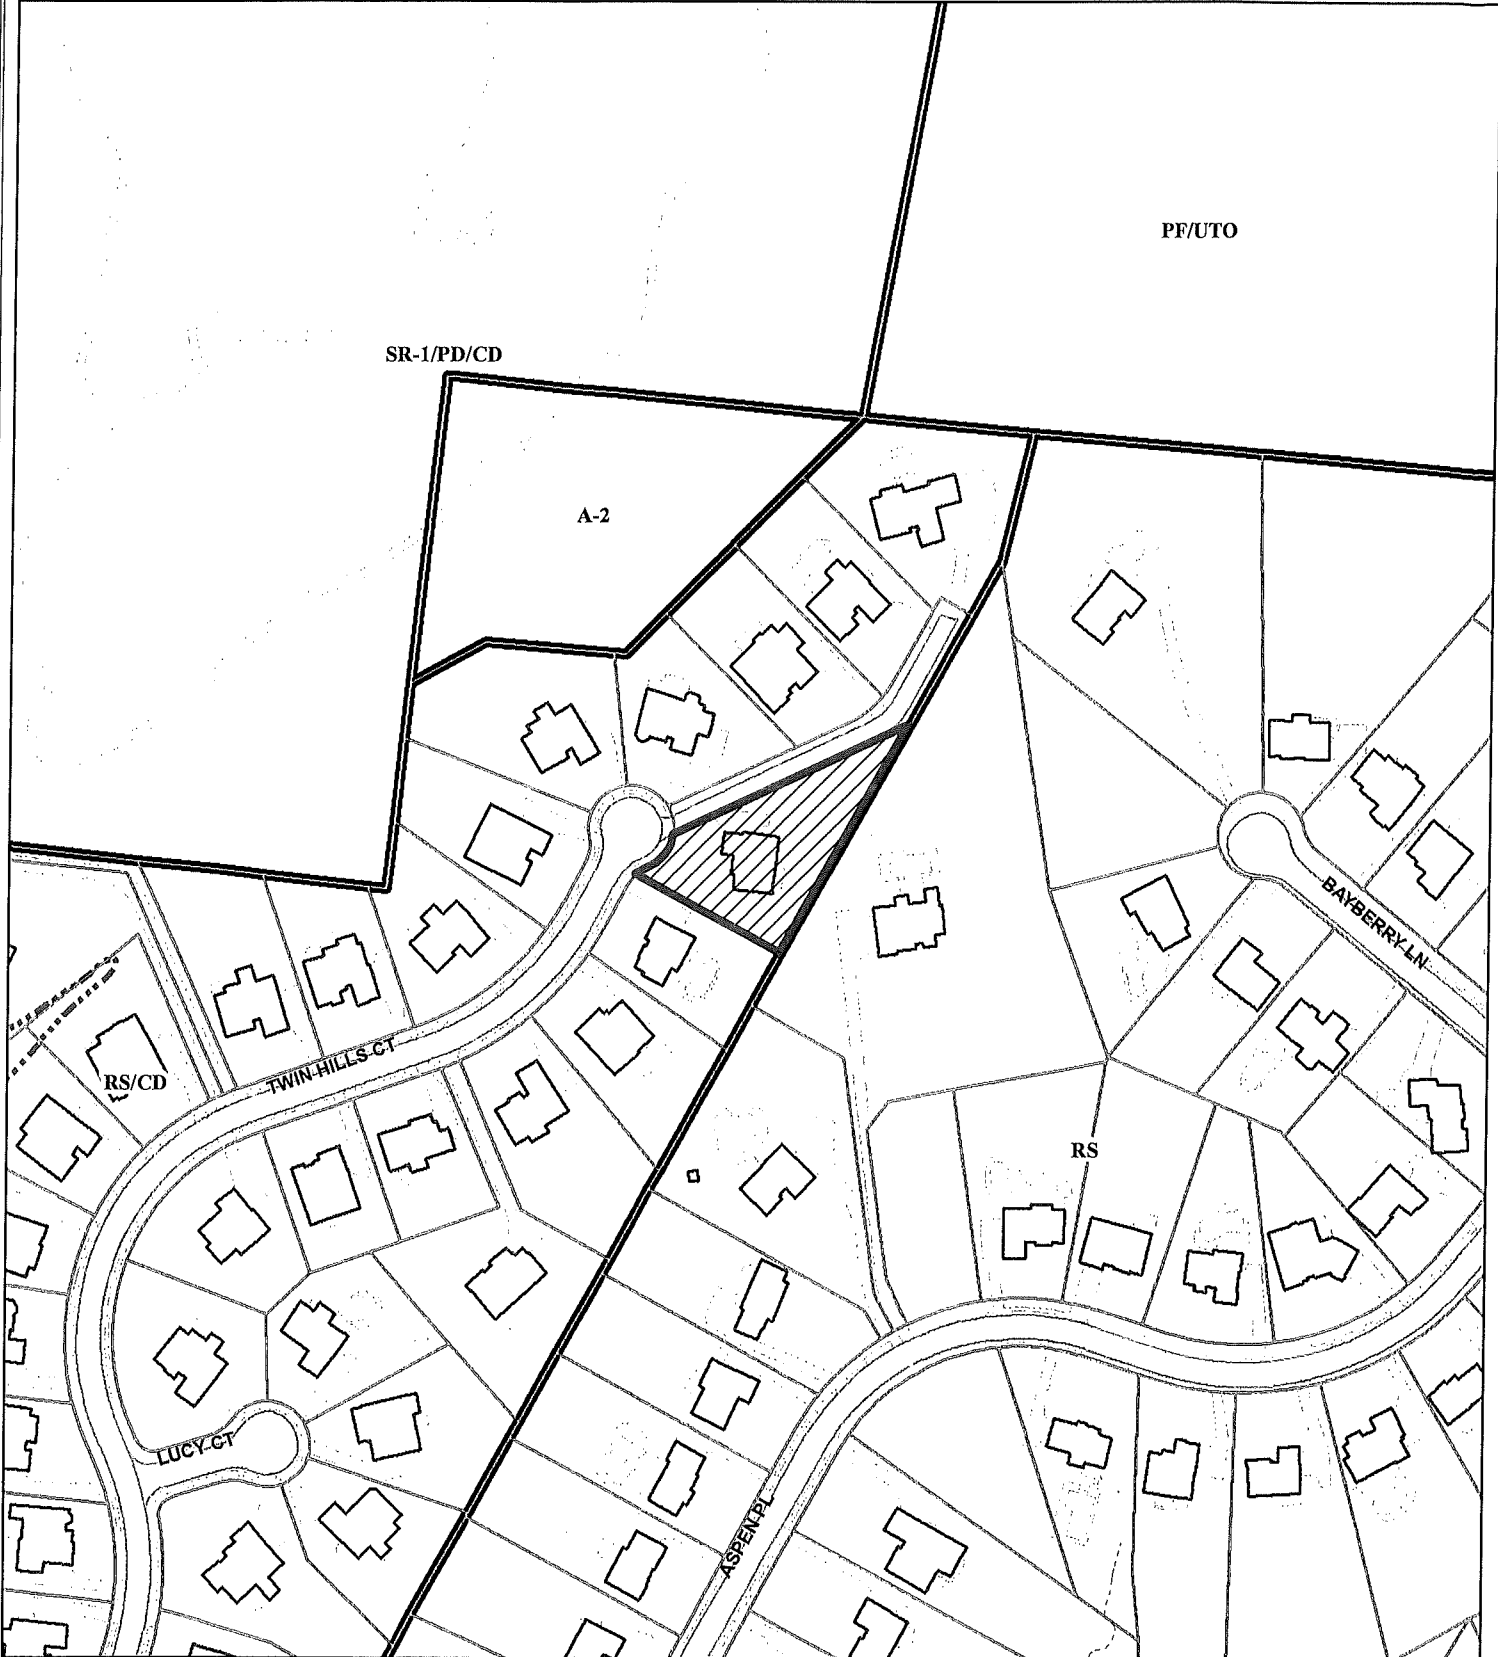 PF/UTO
SR-1/PD/CD
A-2
BAYBERRY LN
TWIN HILLS CT
RS/CD
RS
LUCY CT
ASPEN PL